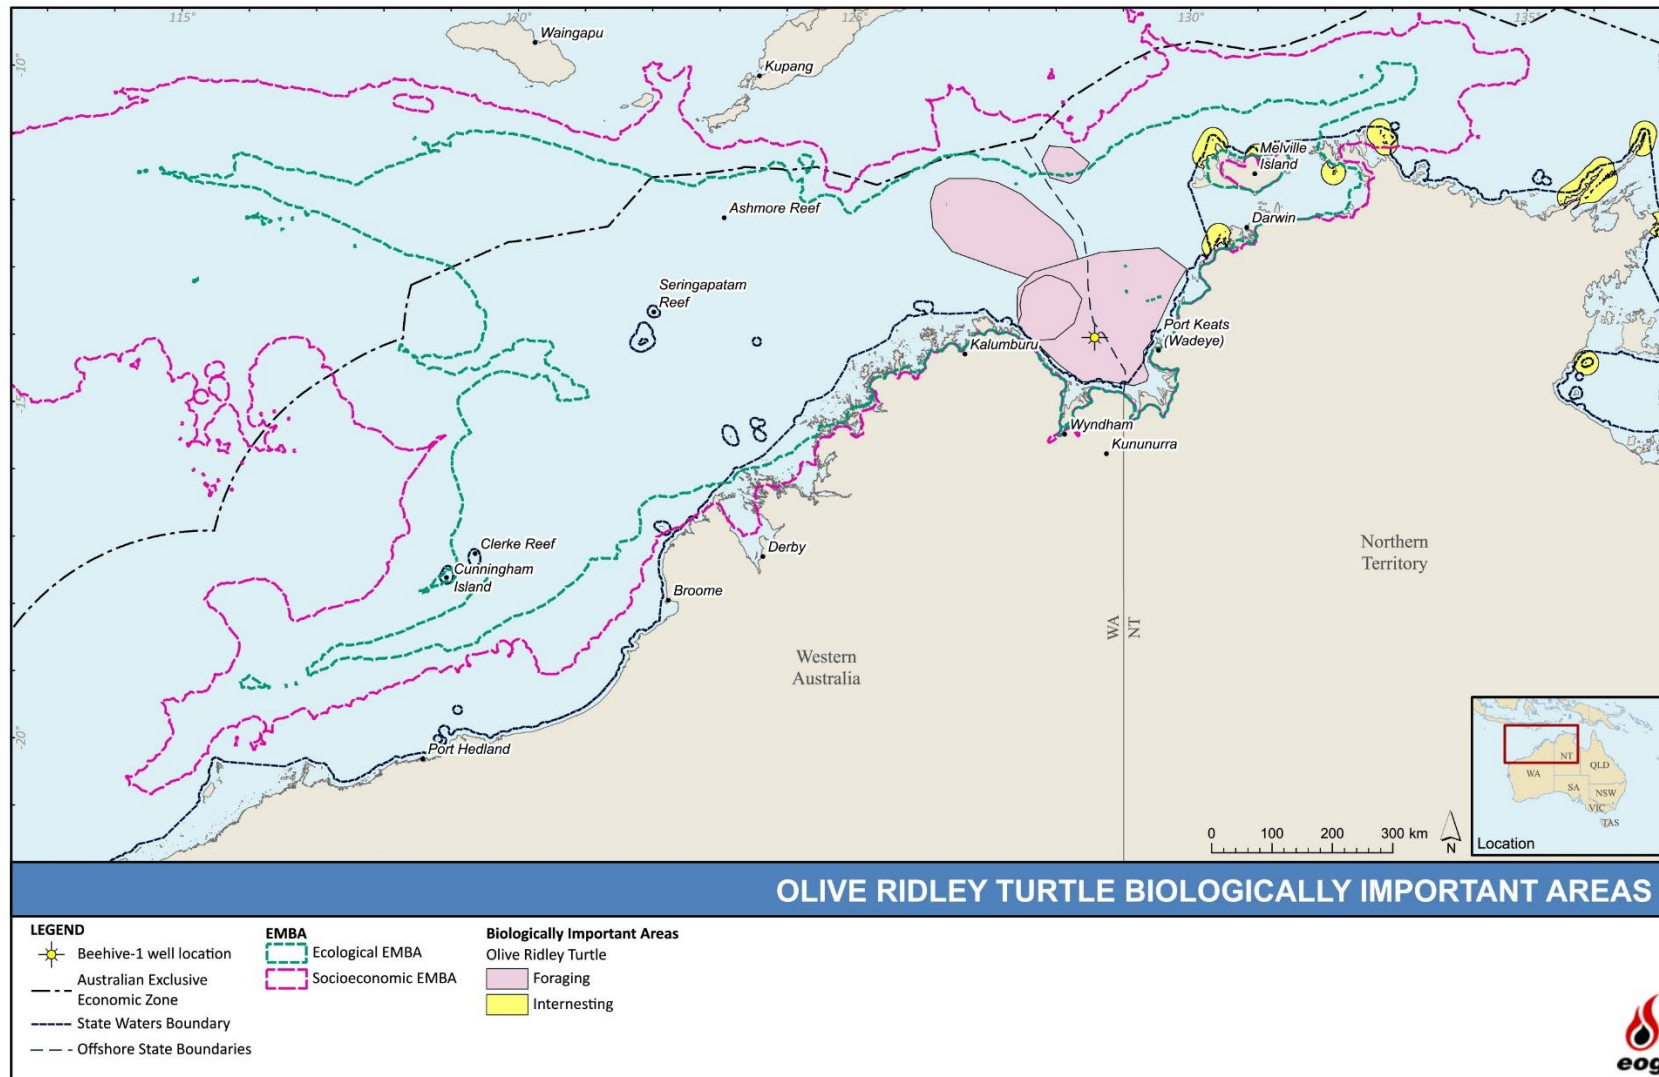 115°
120°
125°
130°
135°
-10°
Waingapu
Kupang
Melville
Island
Ashmore Reef
Darwin
Seringapatam
Reef
Port Keats
(Wadeye)
Kalumburu
Wyndham
Kununurra
Clerke Reef
Cunningham
Island
Derby
Broome
Northern
Territory
WA
NT
Western
Australia
-20°
Port Hedland
0 100 200 300 km
N
WA
NT
QLD
SA
NSW
VIC
TAS
Location
OLIVE RIDLEY TURTLE BIOLOGICALLY IMPORTANT AREAS
LEGEND
Beehive-1 well location
Australian Exclusive
Economic Zone
State Waters Boundary
Offshore State Boundaries
EMBA
Ecological EMBA
Socioeconomic EMBA
Biologically Important Areas
Olive Ridley Turtle
Foraging
Internesting
eog